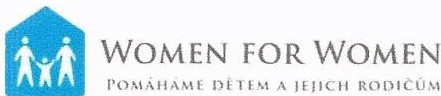 WOMEN FOR WOMEN
POMÁHÁME DĚTEM A JEJICH RODIČŮM